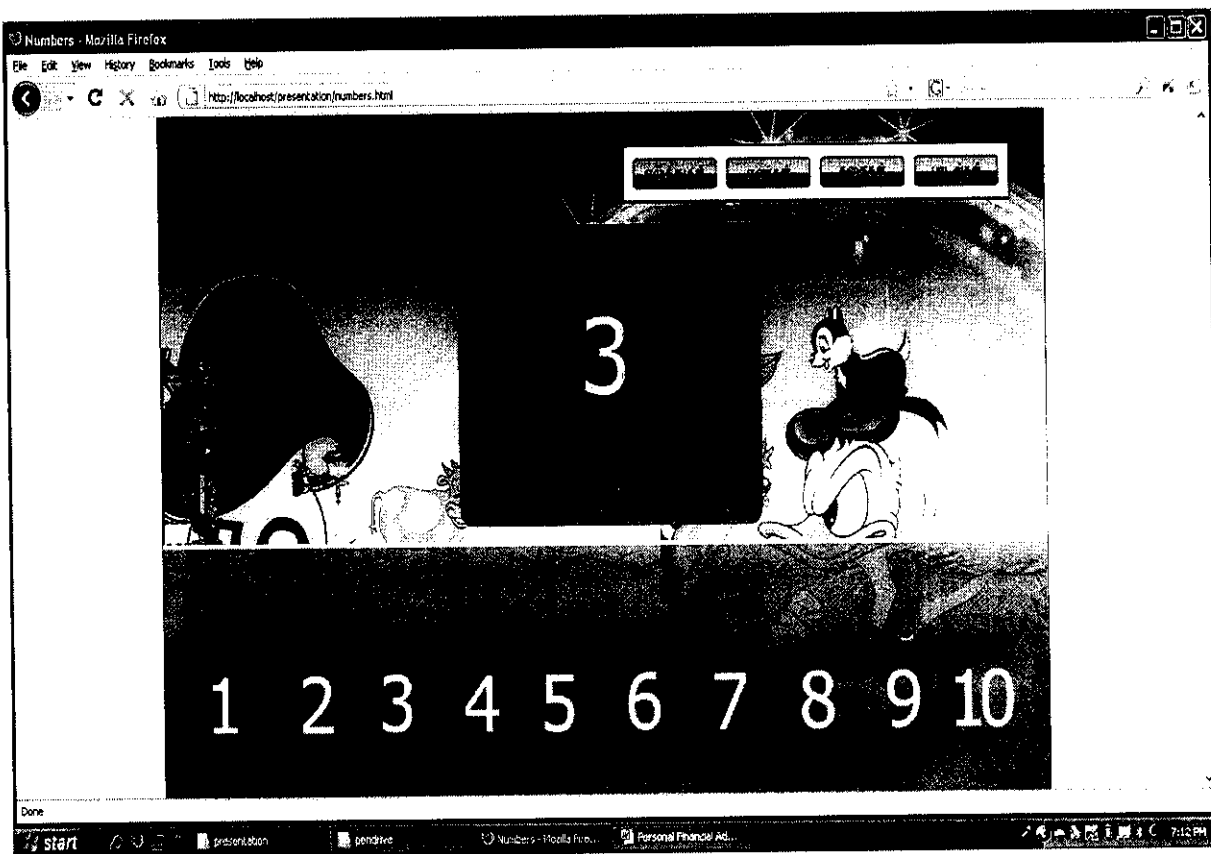 Numbers - Mozilla Firefox
File Edit View History Bookmarks Tools Help
http://localhost/presentation/numbers.html
3
1 2 3 4 5 6 7 8 9 10
Done
start presentation pendrive Numbers - Mozilla Firo... Personal Financial Ad... 7:12 PM